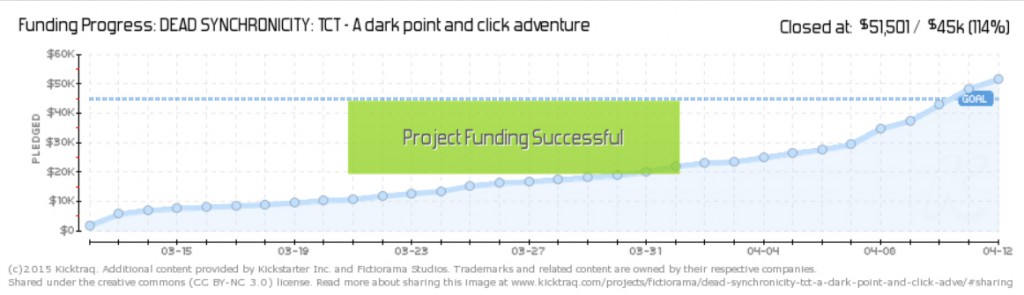 Funding Progress: DEAD SYNCHRONICITY: TCT - A dark point and click adventure
Closed at: $51,501 / $45k (114%)
$60K
$50K
GOAL
$40K
Project Funding Successful
PLEDGED
$30K
$20K
$10K
$0
03-15 03-19 03-23 03-27 03-31 04-04 04-08 04-12
(c)2015 Kicktraq. Additional content provided by Kickstarter Inc. and Fictiorama Studios. Trademarks and related content are owned by their respective companies.
Shared under the creative commons (CC BY-NC 3.0) license. Read more about sharing this image at www.kicktraq.com/projects/fictiorama/dead-synchronicity-tct-a-dark-point-and-click-adve/#sharing